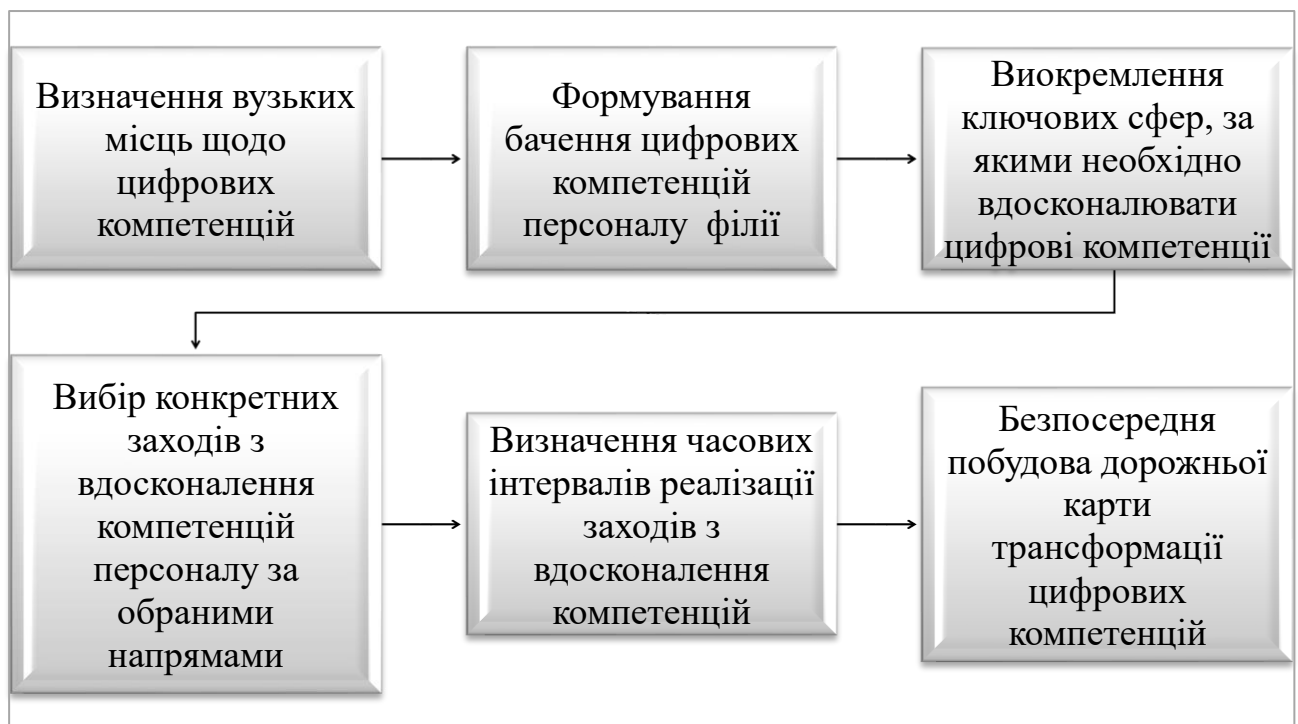 Визначення вузьких
місць щодо
цифрових
компетенцій
Формування
бачення цифрових
компетенцій
персоналу філії
Виокремлення
ключових сфер, за
якими необхідно
вдосконалювати
цифрові компетенції
Вибір конкретних
заходів з
вдосконалення
компетенцій
персоналу за
обраними
напрямами
Визначення часових
інтервалів реалізації
заходів з
вдосконалення
компетенцій
Безпосередня
побудова дорожньої
карти
трансформації
цифрових
компетенцій